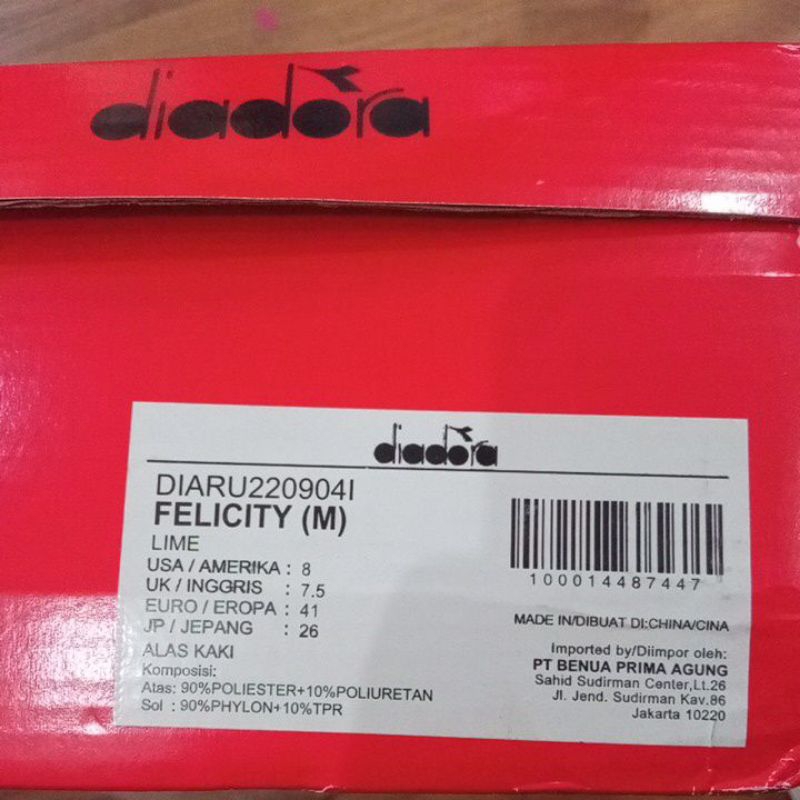 diadora
diadora
DIARU220904I
FELICITY (M)
LIME
USA / AMERIKA : 8
UK / INGGRIS : 7.5
EURO / EROPA : 41
JP / JEPANG : 26
ALAS KAKI
Komposisi:
Atas: 90%POLIESTER+10%POLIURETAN
Sol : 90%PHYLON+10%TPR
100014487447
MADE IN/DIBUAT DI:CHINA/CINA
Imported by/Diimpor oleh:
PT BENUA PRIMA AGUNG
Sahid Sudirman Center,Lt.26
Jl. Jend. Sudirman Kav.86
Jakarta 10220